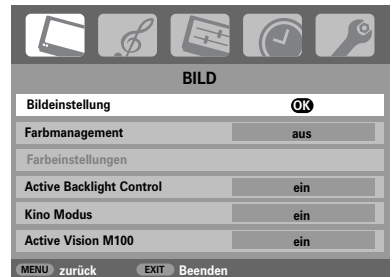 BILD
Bildeinstellung OK
Farbmanagement aus
Farbeinstellungen
Active Backlight Control ein
Kino Modus ein
Active Vision M100 ein
MENU zurück EXIT Beenden